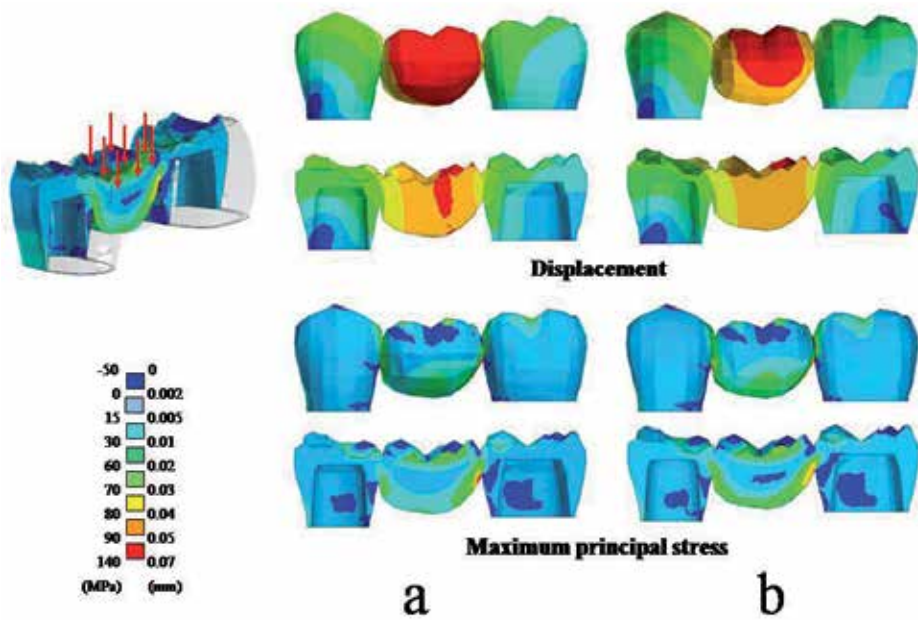 Displacement
-50 0
0 0.002
15 0.005
30 0.01
60 0.02
70 0.03
80 0.04
90 0.05
140 0.07
(MPa) (mm)
Maximum principal stress
a b